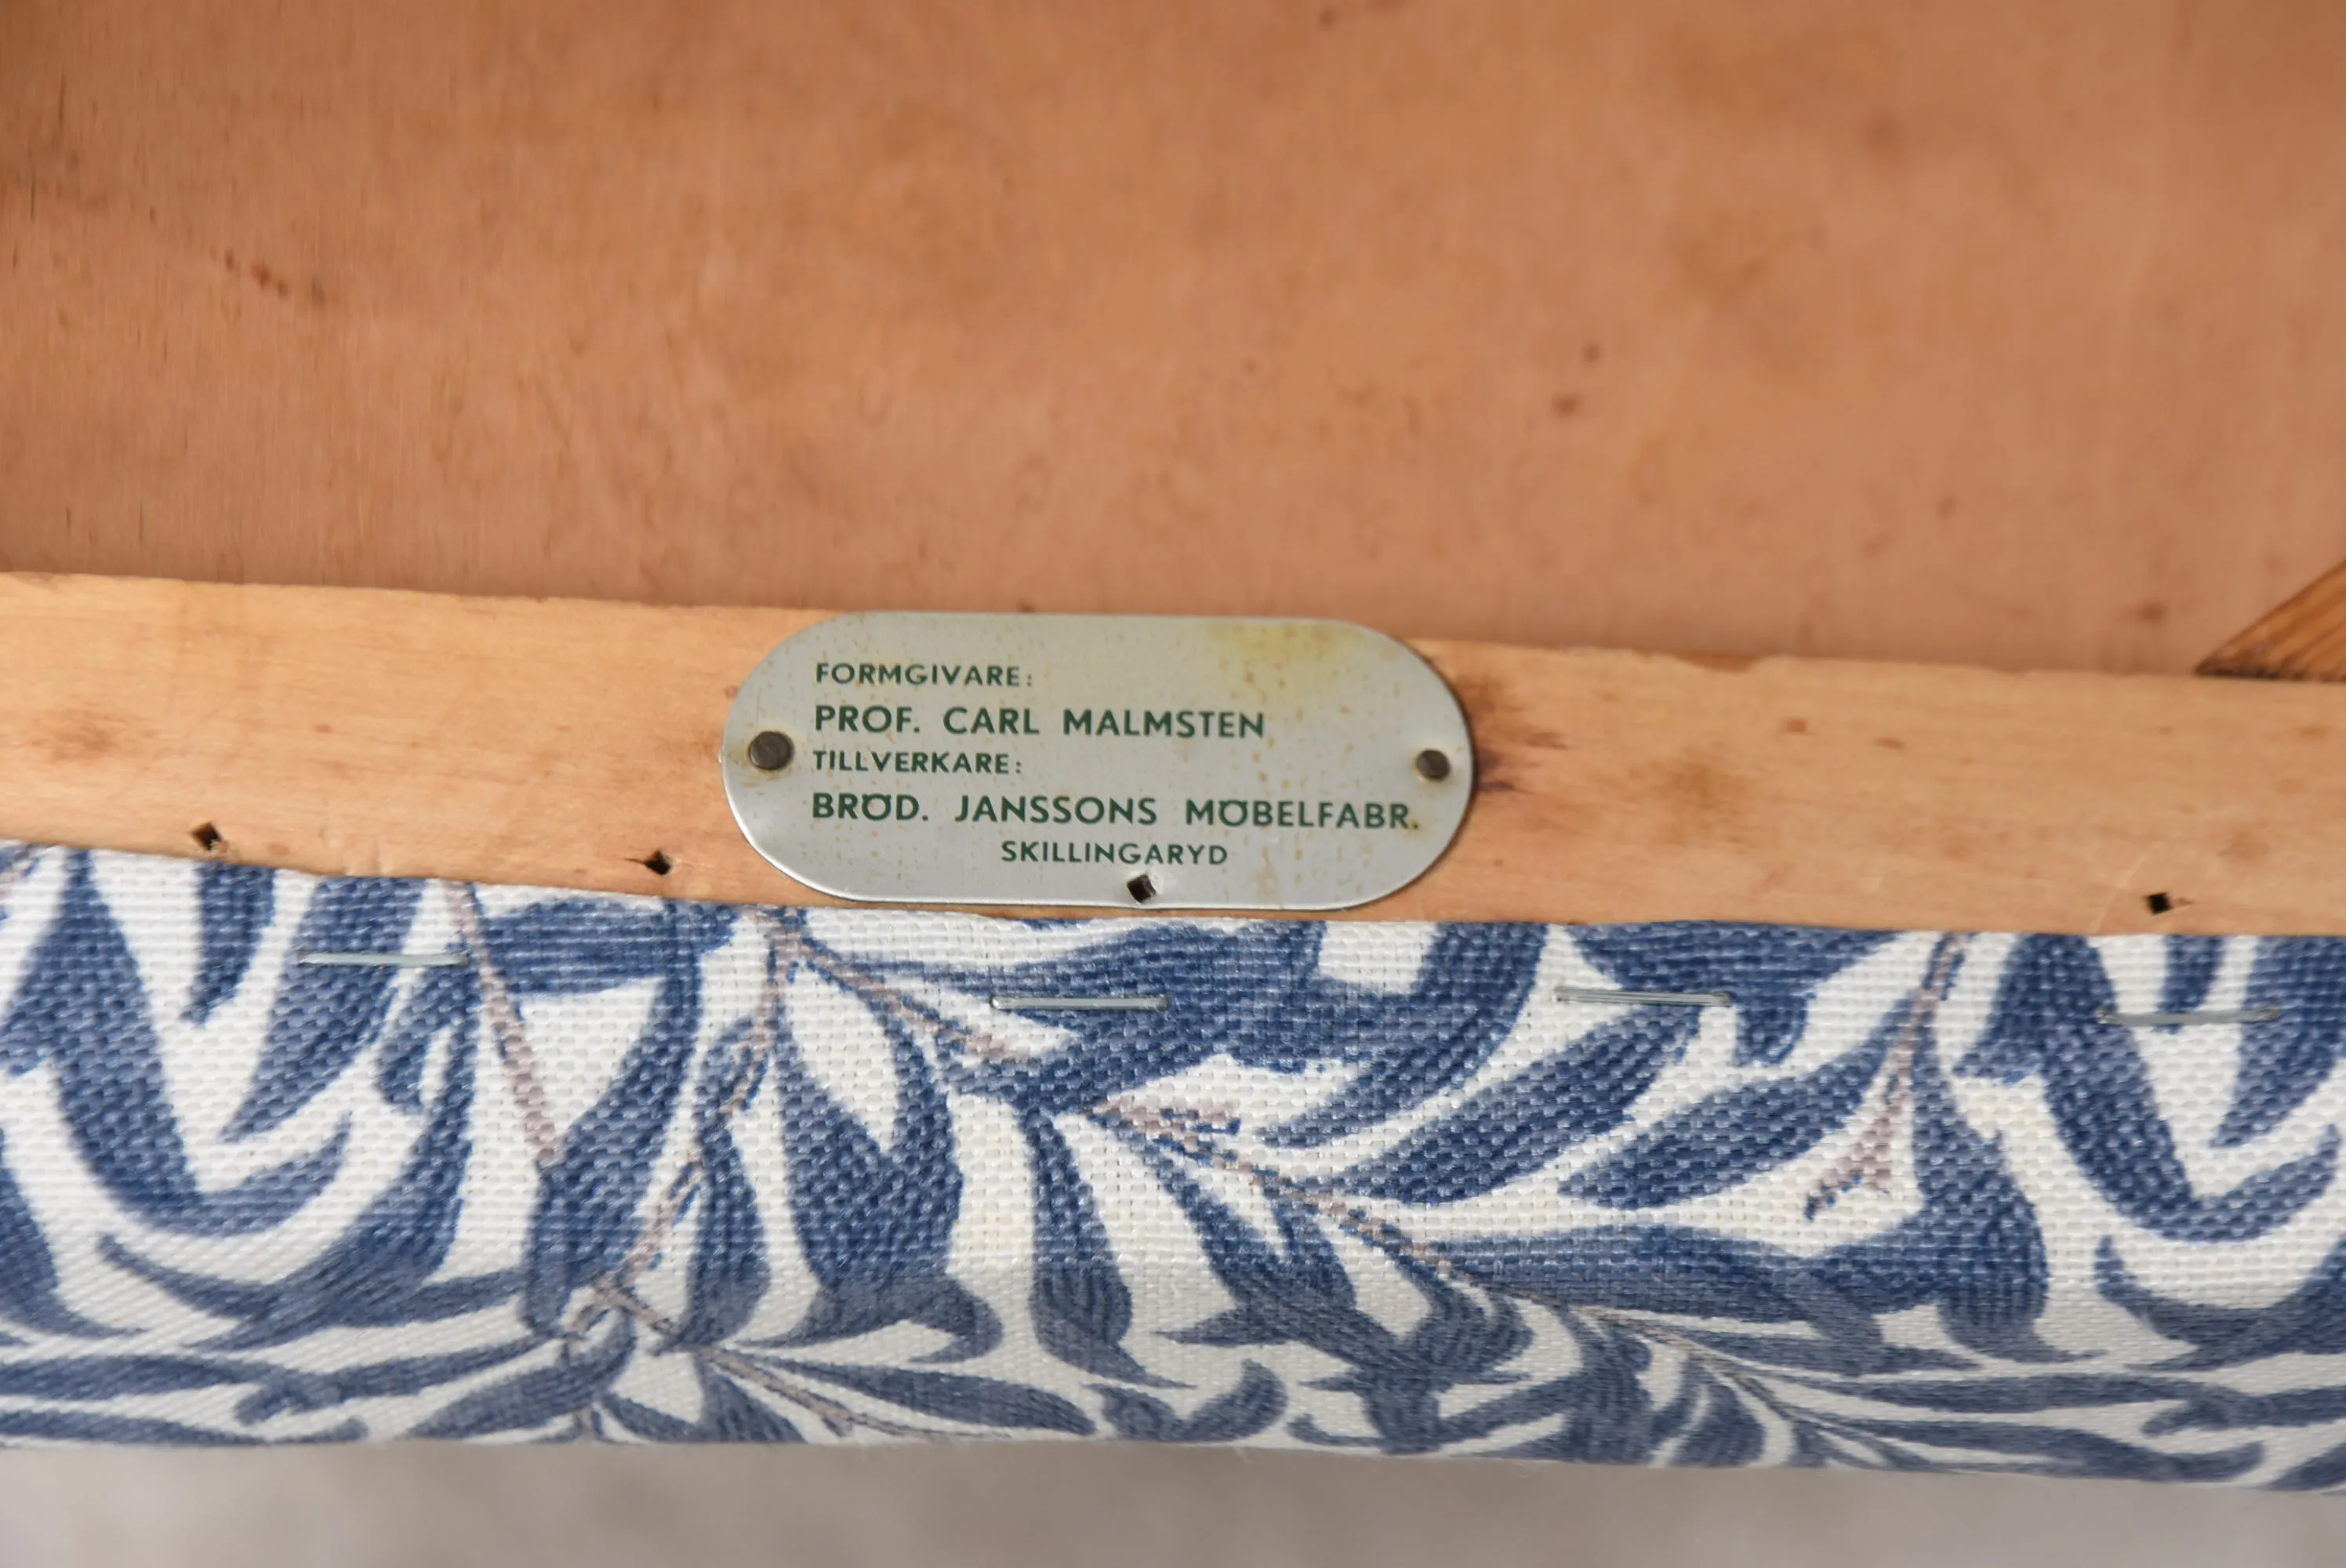 FORMGIVARE:
PROF. CARL MALMSTEN
TILLVERKARE:
BRÖD. JANSSONS MÖBELFABR.
SKILLINGARYD